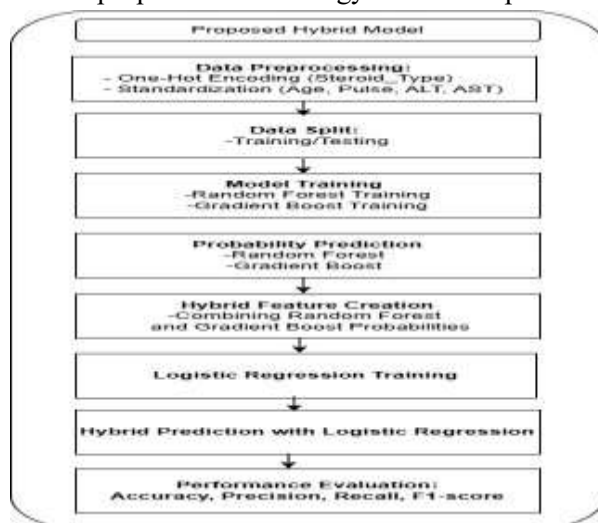 Proposed Hybrid Model
Data Preprocessing:
- One-Hot Encoding (Steroid_Type)
- Standardization (Age, Pulse, ALT, AST)
Data Split:
-Training/Testing
Model Training
-Random Forest Training
-Gradient Boost Training
Probability Prediction
-Random Forest
-Gradient Boost
Hybrid Feature Creation
-Combining Random Forest
and Gradient Boost Probabilities
Logistic Regression Training
Hybrid Prediction with Logistic Regression
Performance Evaluation:
Accuracy, Precision, Recall, F1-score